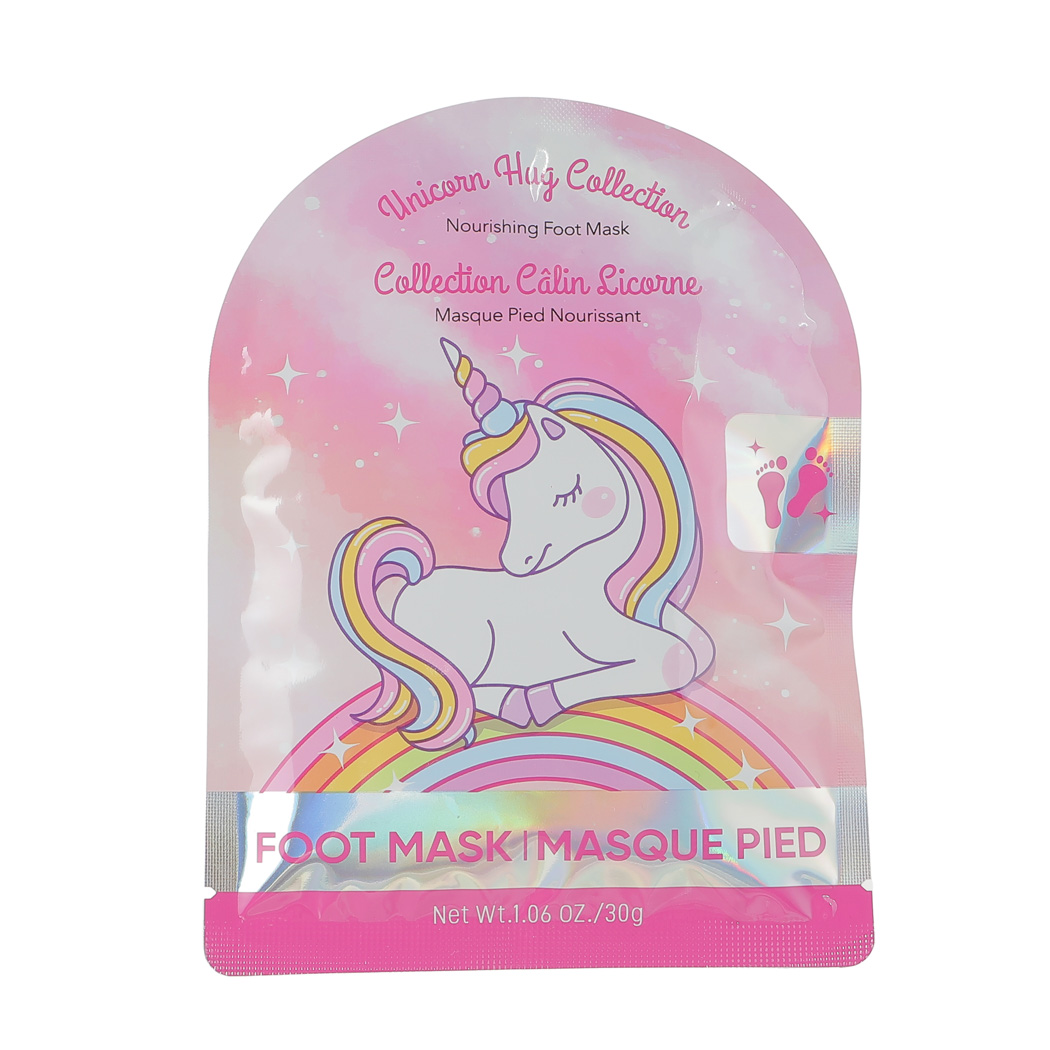 Unicorn Hug Collection
Nourishing Foot Mask
Collection Câlin Licorne
Masque Pied Nourissant
FOOT MASK | MASQUE PIED
Net Wt.1.06 OZ./30g